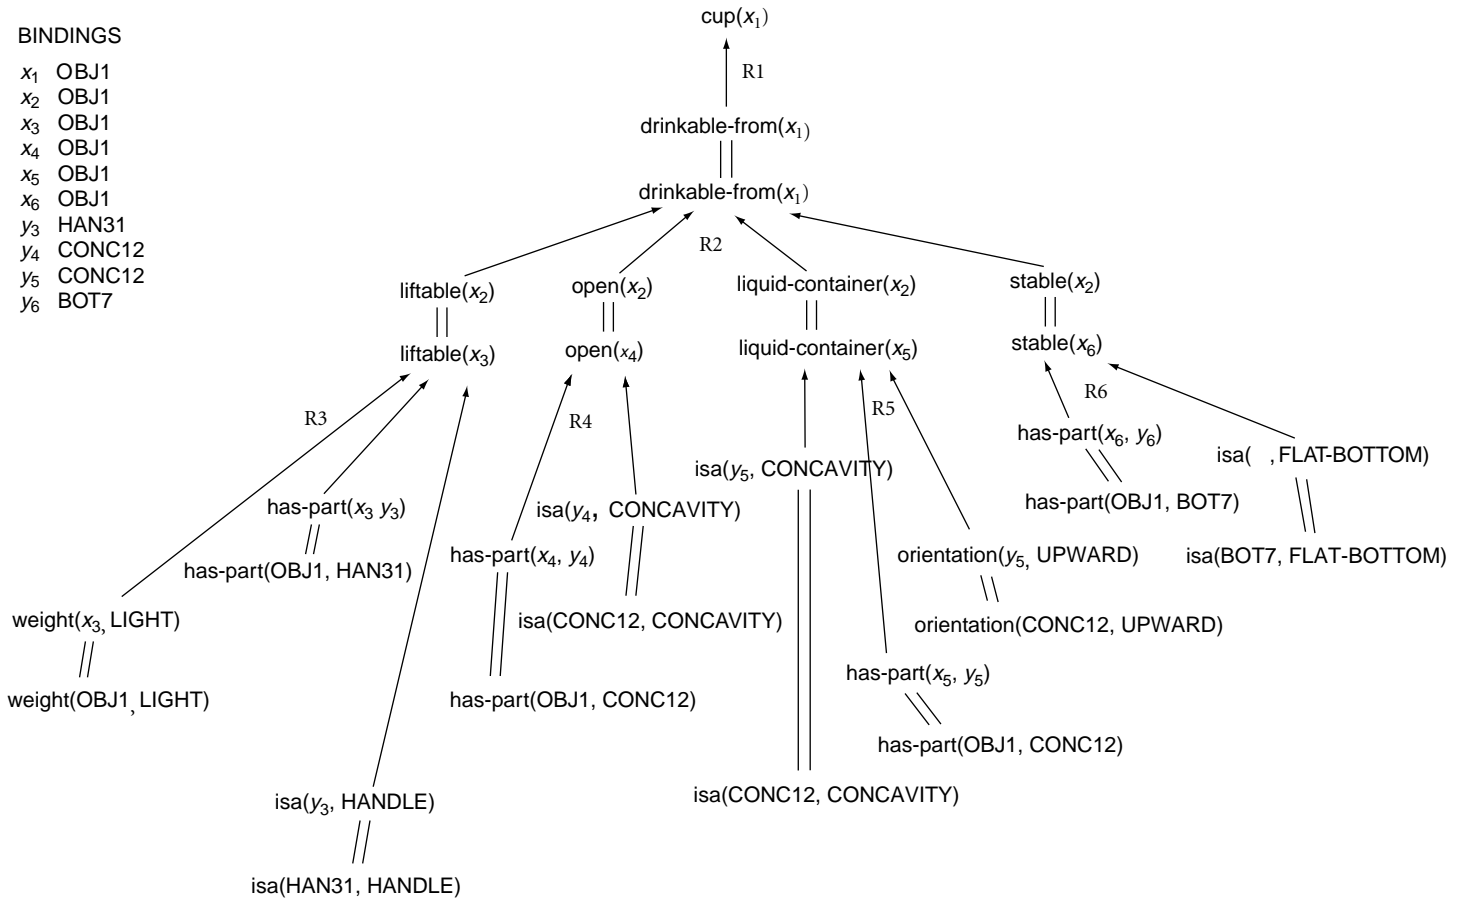 cup(x₁)
BINDINGS
x₁ OBJ1
x₂ OBJ1
x₃ OBJ1
x₄ OBJ1
x₅ OBJ1
x₆ OBJ1
y₃ HAN31
y₄ CONC12
y₅ CONC12
y₆ BOT7
R1
drinkable-from(x₁)
drinkable-from(x₁)
R2
liftable(x₂)
open(x₂)
liquid-container(x₂)
stable(x₂)
liftable(x₃)
open(x₄)
liquid-container(x₅)
stable(x₆)
R3
R4
R5
R6
has-part(x₆, y₆)
isa( , FLAT-BOTTOM)
isa(y₅, CONCAVITY)
has-part(OBJ1, BOT7)
has-part(x₃ y₃)
isa(y₄, CONCAVITY)
has-part(x₄, y₄)
orientation(y₅, UPWARD)
isa(BOT7, FLAT-BOTTOM)
has-part(OBJ1, HAN31)
weight(x₃, LIGHT)
isa(CONC12, CONCAVITY)
orientation(CONC12, UPWARD)
has-part(x₅, y₅)
weight(OBJ1, LIGHT)
has-part(OBJ1, CONC12)
has-part(OBJ1, CONC12)
isa(y₃, HANDLE)
isa(CONC12, CONCAVITY)
isa(HAN31, HANDLE)